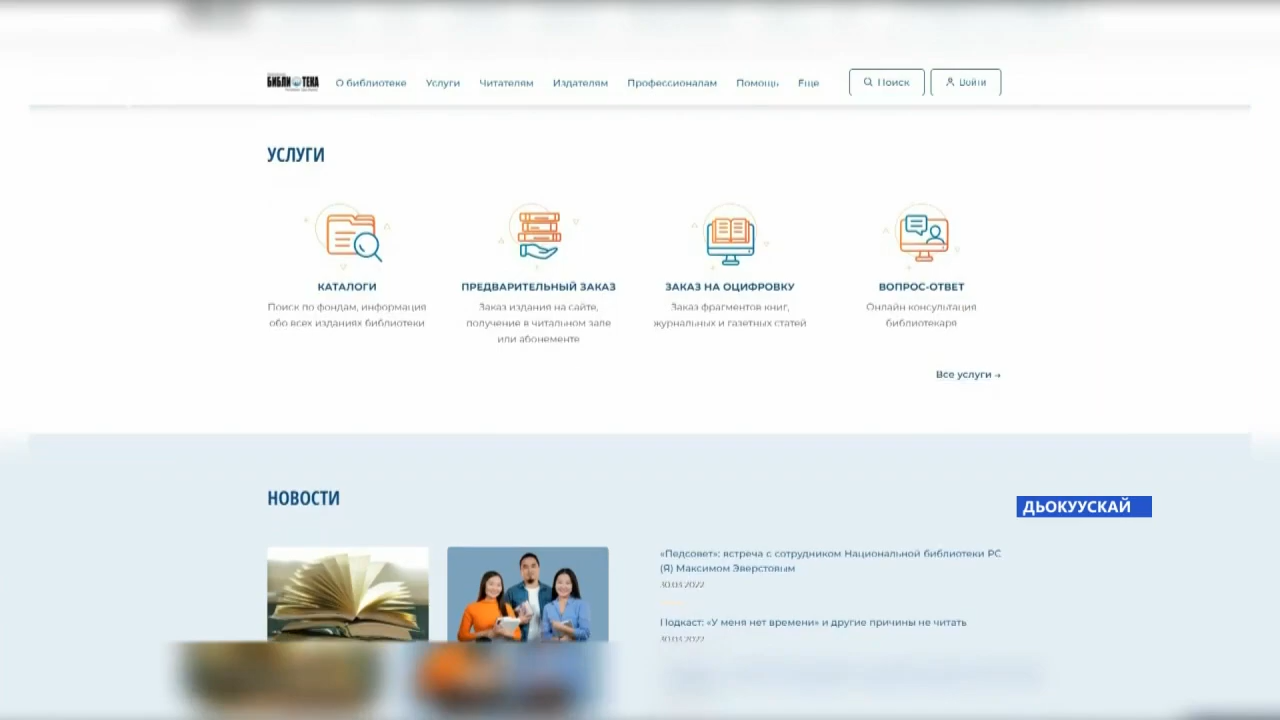 БИБЛИОТЕКА
О библиотеке Услуги Читателям Издателям Профессионалам Помощь Еще Поиск Войти
УСЛУГИ
КАТАЛОГИ
Поиск по фондам, информация
обо всех изданиях библиотеки
ПРЕДВАРИТЕЛЬНЫЙ ЗАКАЗ
Заказ издания на сайте,
получение в читальном зале
или абонементе
ЗАКАЗ НА ОЦИФРОВКУ
Заказ фрагментов книг,
журнальных и газетных статей
ВОПРОС-ОТВЕТ
Онлайн консультация
библиотекаря
Все услуги →
НОВОСТИ
ДЬОКУУСКАЙ
«Педсовет»: встреча с сотрудником Национальной библиотеки РС
(Я) Максимом Эверстовым
30.03.2022
Подкаст: «У меня нет времени» и другие причины не читать
30.03.2022